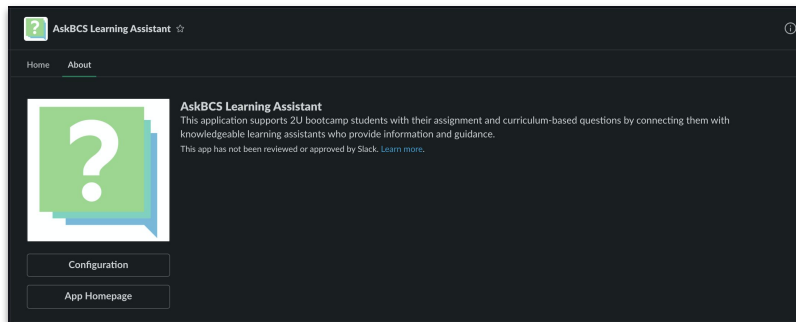 AskBCS Learning Assistant
Home About
AskBCS Learning Assistant
This application supports 2U bootcamp students with their assignment and curriculum-based questions by connecting them with
knowledgeable learning assistants who provide information and guidance.
This app has not been reviewed or approved by Slack. Learn more.
?
?
Configuration
App Homepage